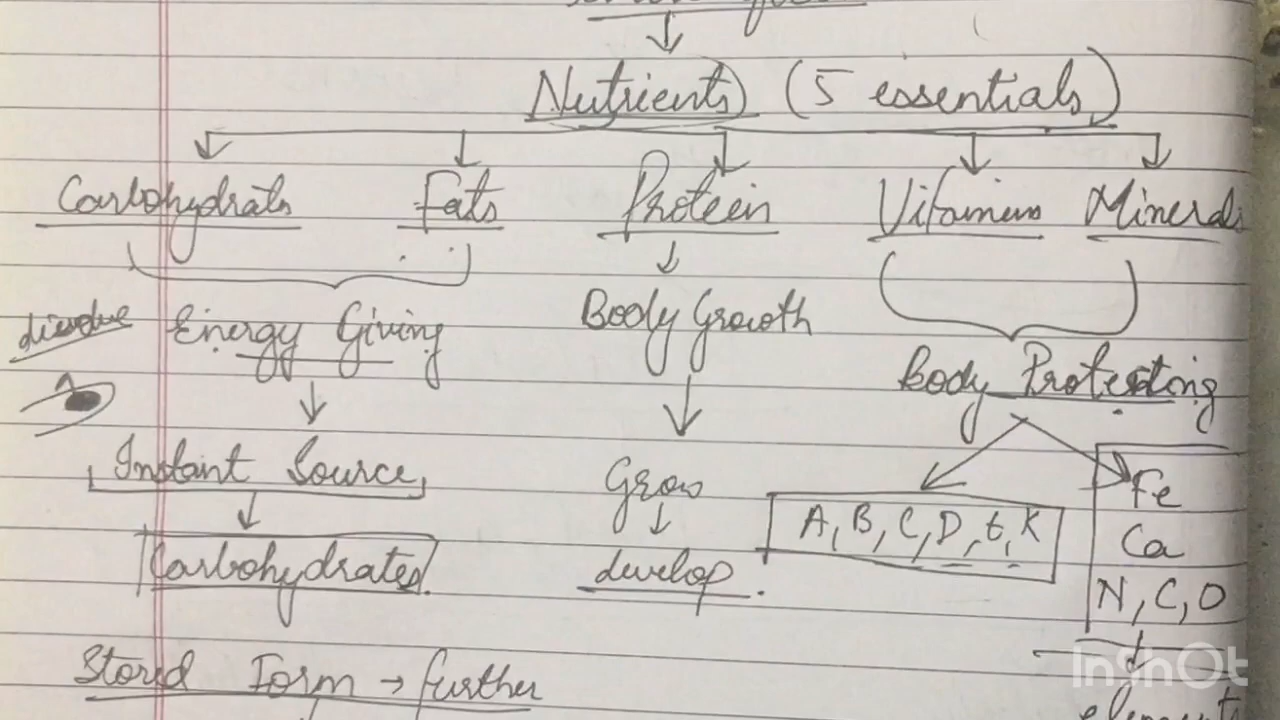 Nutrients (5 essentials)
Carbohydrats Fats Protein Vitamins Minerals
Energy Giving Body Growth
Body Protecting
Instant Source Grow Fe
A, B, C, D, E, K Ca
Carbohydrates develop.
N, C, O
Stored Form → further
elements
InShOt